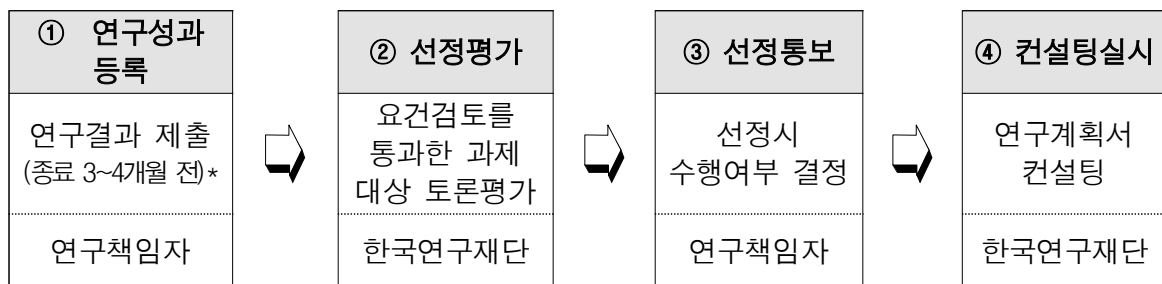 ① 연구성과
등록
연구결과 제출
(종료 3~4개월 전)*
연구책임자
② 선정평가
요건검토를
통과한 과제
대상 토론평가
한국연구재단
③ 선정통보
선정시
수행여부 결정
연구책임자
④ 컨설팅실시
연구계획서
컨설팅
한국연구재단